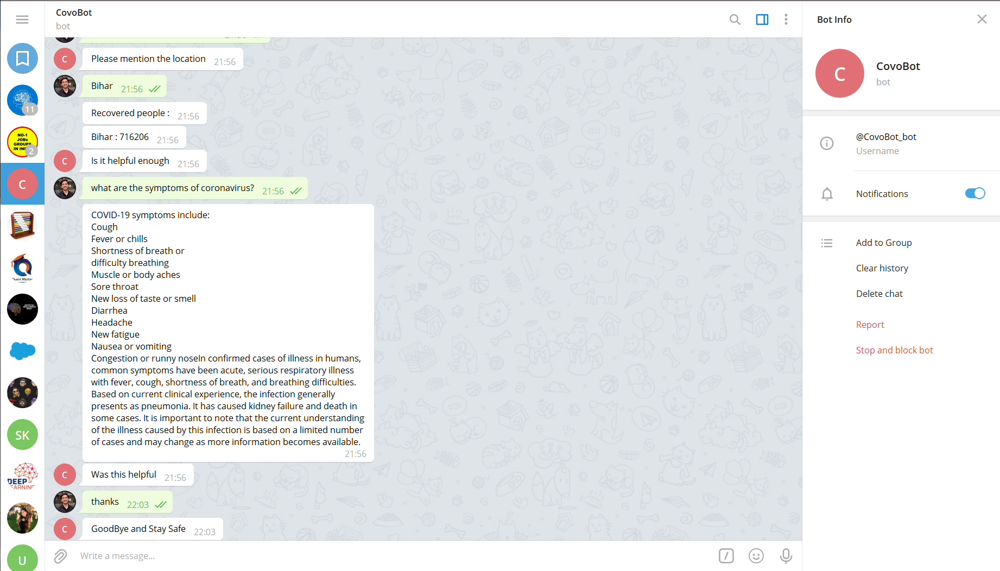 CovoBot
bot
Please mention the location 21:56
Bihar 21:56
Recovered people : 21:56
Bihar : 716206 21:56
Is it helpful enough 21:56
what are the symptoms of coronavirus? 21:56
COVID-19 symptoms include:
Cough
Fever or chills
Shortness of breath or
difficulty breathing
Muscle or body aches
Sore throat
New loss of taste or smell
Diarrhea
Headache
New fatigue
Nausea or vomiting
Congestion or runny noseIn confirmed cases of illness in humans,
common symptoms have been acute, serious respiratory illness
with fever, cough, shortness of breath, and breathing difficulties.
Based on current clinical experience, the infection generally
presents as pneumonia. It has caused kidney failure and death in
some cases. It is important to note that the current understanding
of the illness caused by this infection is based on a limited number
of cases and may change as more information becomes available.
21:56
Was this helpful 21:56
thanks 22:03
GoodBye and Stay Safe 22:03
Write a message...
C
C
C
C
C
11
NO-1
JOBs
GROUPS
IN
2
SK
DEEP
U
Bot Info
C
CovoBot
bot
@CovoBot_bot
Username
Notifications
Add to Group
Clear history
Delete chat
Report
Stop and block bot